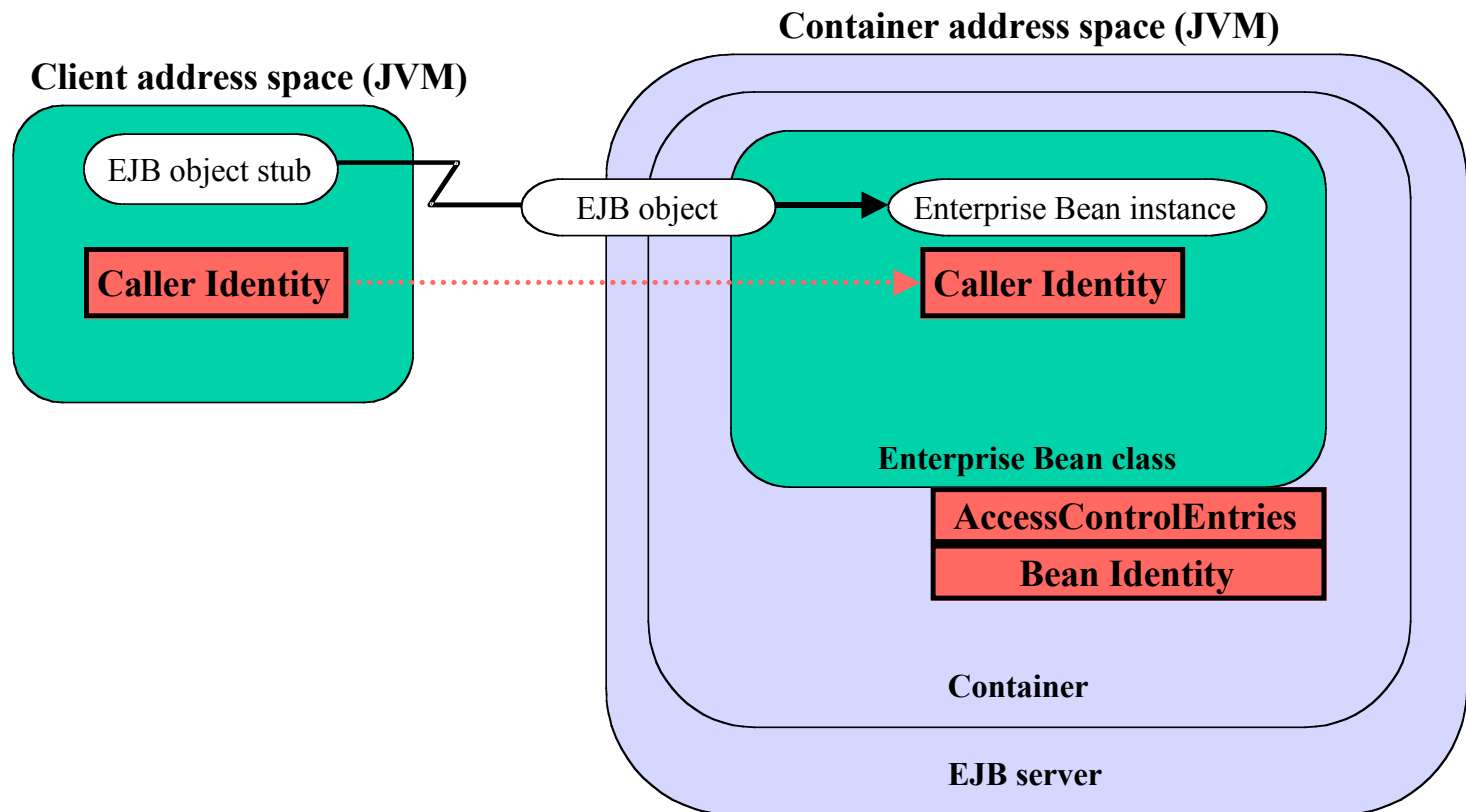 Container address space (JVM)
Client address space (JVM)
EJB object stub
EJB object
Enterprise Bean instance
Caller Identity
Caller Identity
Enterprise Bean class
AccessControlEntries
Bean Identity
Container
EJB server